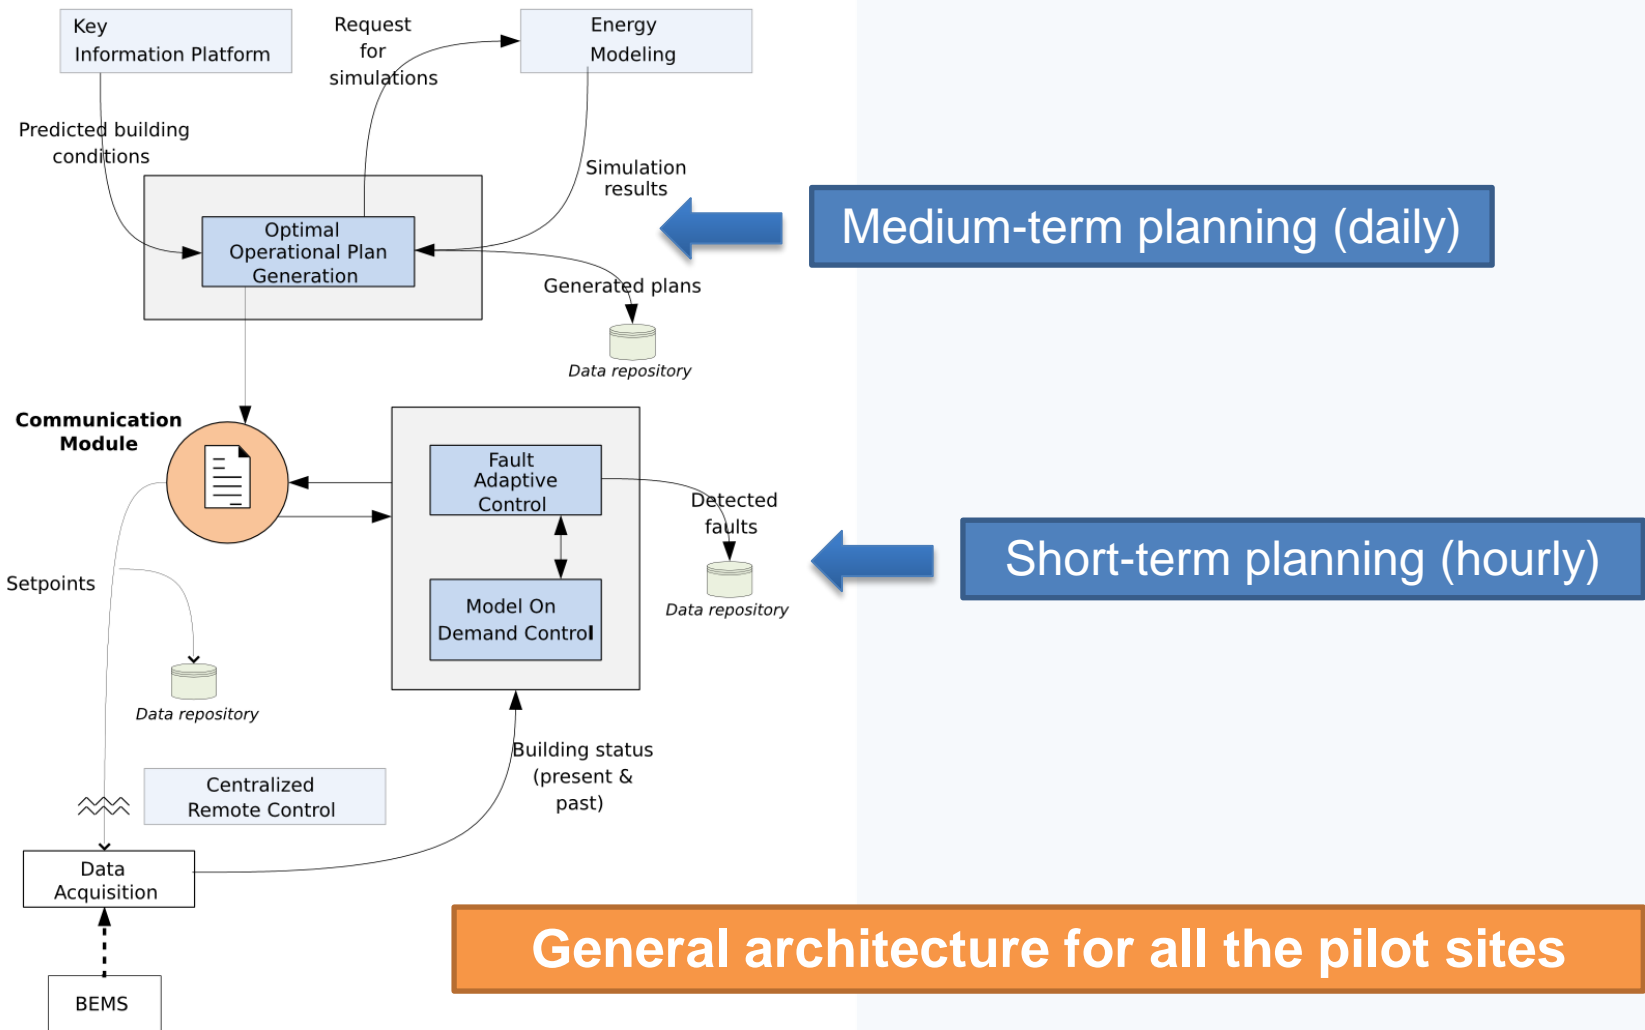 Key
Information Platform
Request
for
simulations
Energy
Modeling
Predicted building
conditions
Simulation
results
Medium-term planning (daily)
Optimal
Operational Plan
Generation
Generated plans
Data repository
Communication
Module
Fault
Adaptive
Control
Detected
faults
Short-term planning (hourly)
Data repository
Setpoints
Model On
Demand Control
Data repository
Building status
(present &
past)
Centralized
Remote Control
Data
Acquisition
General architecture for all the pilot sites
BEMS